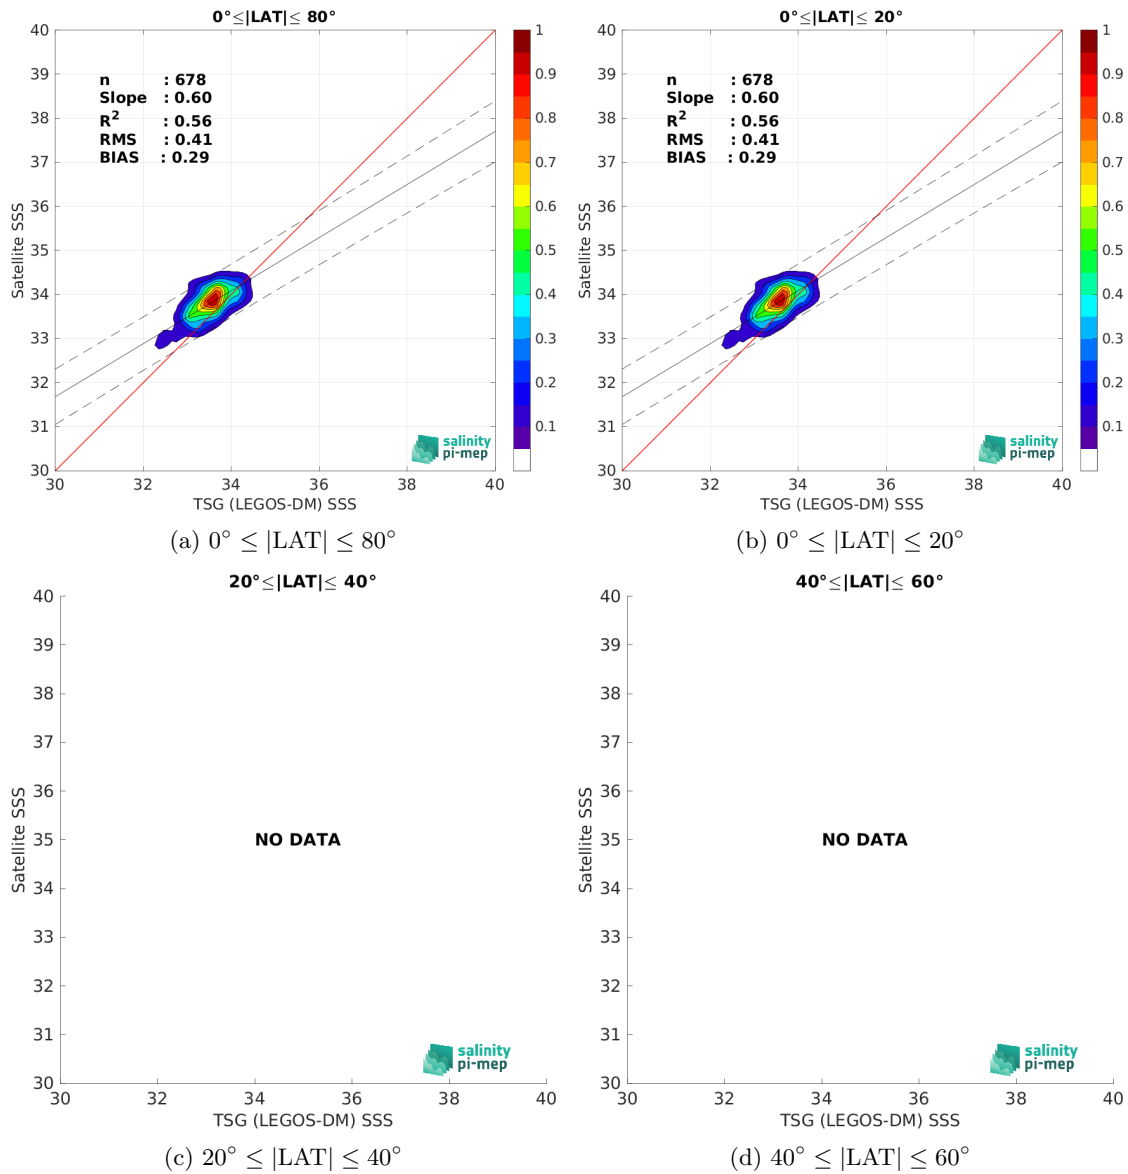 0°≤|LAT|≤ 80°
40
39
38
37
36
35
34
33
32
31
30
Satellite SSS
n : 678
Slope : 0.60
R² : 0.56
RMS : 0.41
BIAS : 0.29
1
0.9
0.8
0.7
0.6
0.5
0.4
0.3
0.2
0.1
salinity
pi-mep
30 32 34 36 38 40
TSG (LEGOS-DM) SSS
(a) 0° ≤ |LAT| ≤ 80°
0°≤|LAT|≤ 20°
40
39
38
37
36
35
34
33
32
31
30
Satellite SSS
n : 678
Slope : 0.60
R² : 0.56
RMS : 0.41
BIAS : 0.29
1
0.9
0.8
0.7
0.6
0.5
0.4
0.3
0.2
0.1
salinity
pi-mep
30 32 34 36 38 40
TSG (LEGOS-DM) SSS
(b) 0° ≤ |LAT| ≤ 20°
20°≤|LAT|≤ 40°
40
39
38
37
36
35
34
33
32
31
30
Satellite SSS
NO DATA
salinity
pi-mep
30 32 34 36 38 40
TSG (LEGOS-DM) SSS
(c) 20° ≤ |LAT| ≤ 40°
40°≤|LAT|≤ 60°
40
39
38
37
36
35
34
33
32
31
30
Satellite SSS
NO DATA
salinity
pi-mep
30 32 34 36 38 40
TSG (LEGOS-DM) SSS
(d) 40° ≤ |LAT| ≤ 60°